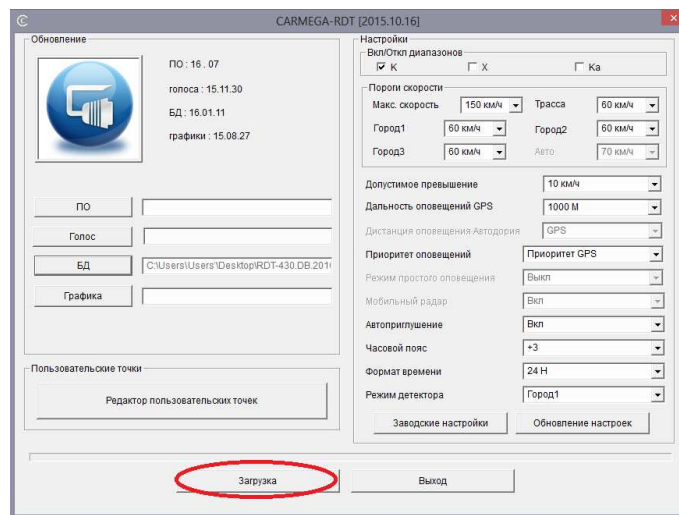 CARMEGA-RDT [2015.10.16]
Обновление
ПО : 16 . 07
голоса : 15.11.30
БД : 16.01.11
графики : 15.08.27
ПО
Голос
БД C:\Users\Users\Desktop\RDT-430.DB.201
Графика
Пользовательские точки
Редактор пользовательских точек
Настройки
Вкл/Откл диапазонов
K X Ka
Пороги скорости
Макс. скорость 150 км/ч Трасса 60 км/ч
Город1 60 км/ч Город2 60 км/ч
Город3 60 км/ч Авто 70 км/ч
Допустимое превышение 10 км/ч
Дальность оповещений GPS 1000 М
Дистанция оповещения Автодория GPS
Приоритет оповещений Приоритет GPS
Режим простого оповещения Выкл
Мобильный радар Вкл
Автоприглушение Вкл
Часовой пояс +3
Формат времени 24 H
Режим детектора Город1
Заводские настройки Обновление настроек
Загрузка Выход